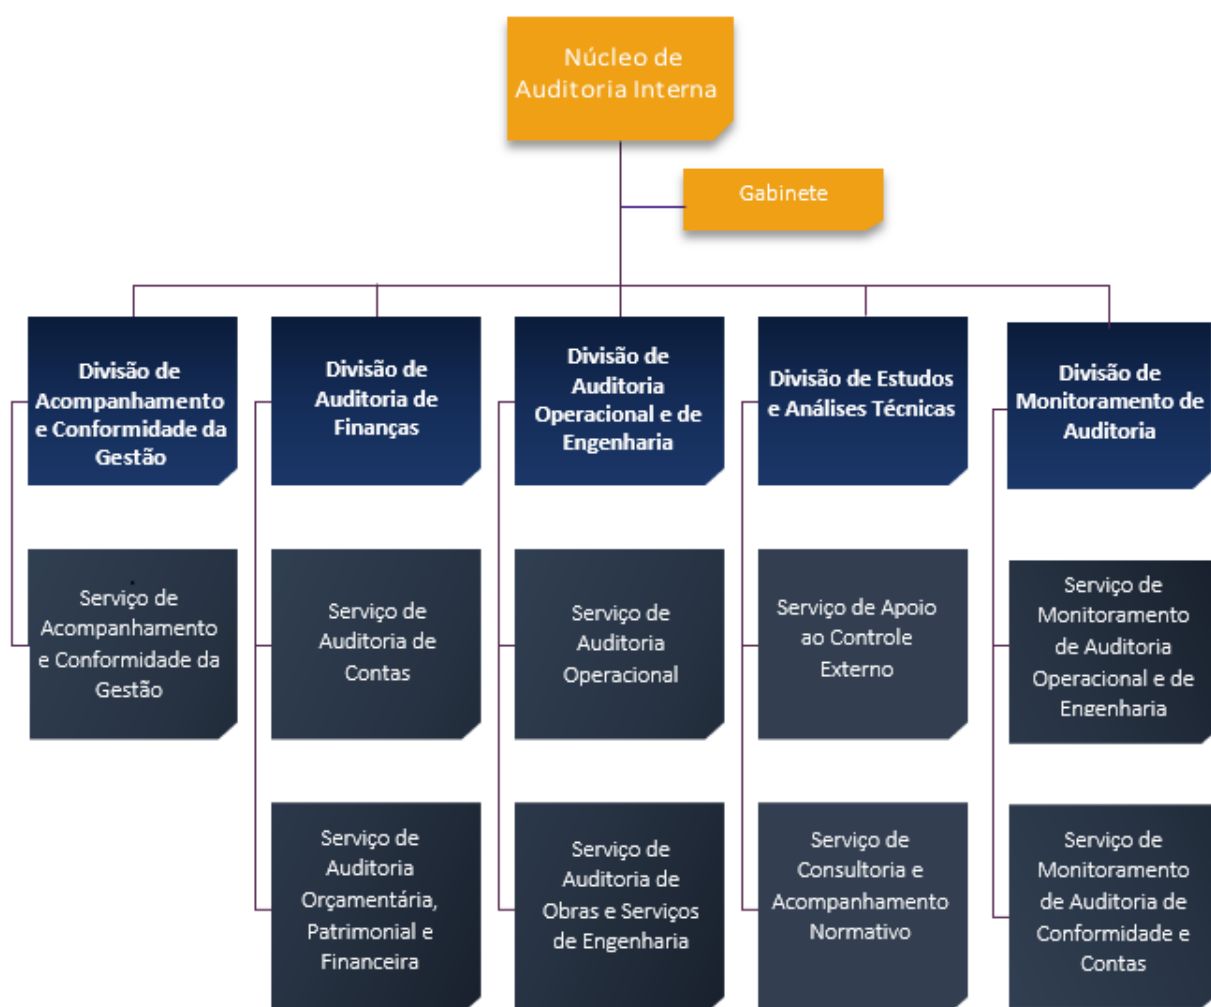 Núcleo de
Auditoria Interna
Gabinete
Divisão de
Acompanhamento
e Conformidade da
Gestão
Divisão de
Auditoria de
Finanças
Divisão de
Auditoria
Operacional e de
Engenharia
Divisão de Estudos
e Análises Técnicas
Divisão de
Monitoramento de
Auditoria
Serviço de
Acompanhamento
e Conformidade da
Gestão
Serviço de
Auditoria de
Contas
Serviço de
Auditoria
Operacional
Serviço de Apoio
ao Controle
Externo
Serviço de
Monitoramento
de Auditoria
Operacional e de
Engenharia
Serviço de
Auditoria
Orçamentária,
Patrimonial e
Financeira
Serviço de
Auditoria de
Obras e Serviços
de Engenharia
Serviço de
Consultoria e
Acompanhamento
Normativo
Serviço de
Monitoramento
de Auditoria de
Conformidade e
Contas